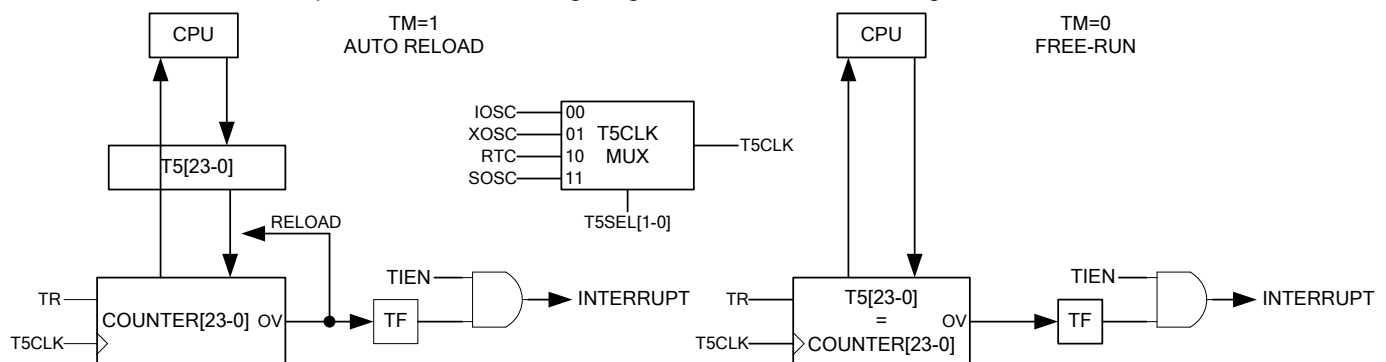 CPU
TM=1
AUTO RELOAD
CPU
TM=0
FREE-RUN
IOSC
00
XOSC
01
RTC
10
SOSC
11
T5CLK
MUX
T5CLK
T5SEL[1-0]
T5[23-0]
RELOAD
TR
T5CLK
COUNTER[23-0]
OV
TF
TIEN
INTERRUPT
TR
T5CLK
T5[23-0]
=
COUNTER[23-0]
OV
TF
TIEN
INTERRUPT